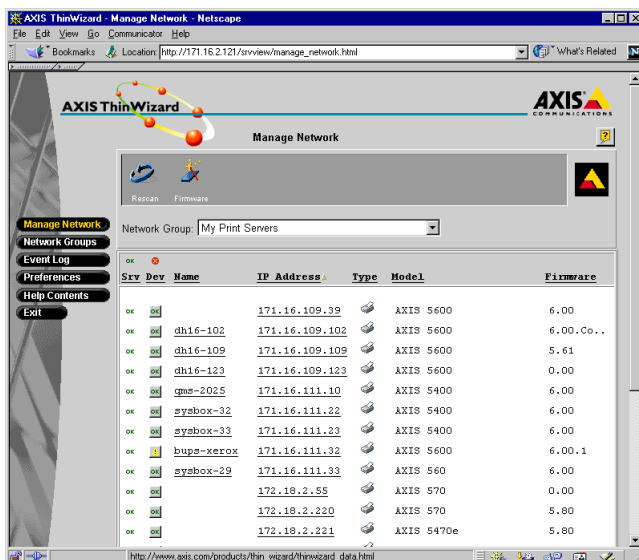 AXIS ThinWizard - Manage Network - Netscape
File Edit View Go Communicator Help
Bookmarks Location: http://171.16.2.121/srvview/manage_network.html What's Related N
AXIS ThinWizard
AXIS COMMUNICATIONS
Manage Network
?
Rescan Firmware
Network Group: My Print Servers
Manage Network
Network Groups
Event Log
Preferences
Help Contents
Exit
OK
Srv Dev Name IP Address Type Model Firmware
OK OK 171.16.109.39 AXIS 5600 6.00
OK OK dh16-102 171.16.109.102 AXIS 5600 6.00.Co..
OK OK dh16-109 171.16.109.109 AXIS 5600 5.61
OK OK dh16-123 171.16.109.123 AXIS 5600 0.00
OK OK qms-2025 171.16.111.10 AXIS 5400 6.00
OK OK sysbox-32 171.16.111.22 AXIS 5400 6.00
OK OK sysbox-33 171.16.111.23 AXIS 5400 6.00
OK ! bups-xerox 171.16.111.32 AXIS 5600 6.00.1
OK OK sysbox-29 171.16.111.33 AXIS 560 6.00
OK OK 172.18.2.55 AXIS 570 0.00
OK OK 172.18.2.220 AXIS 570 5.80
OK OK 172.18.2.221 AXIS 5470e 5.80
http://www.axis.com/products/thin_wizard/thinwizard_data.html